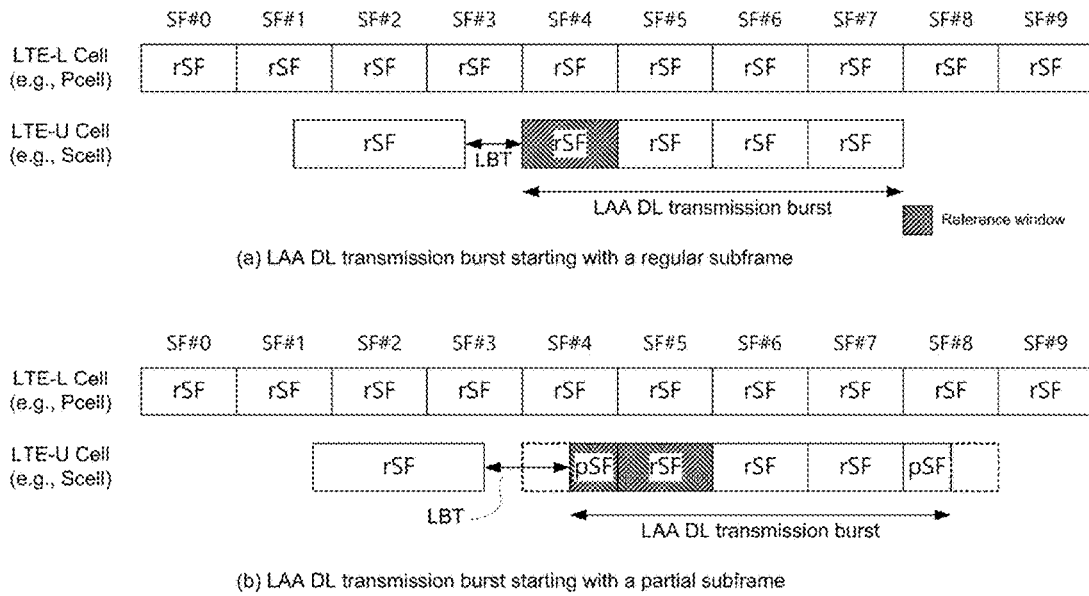 SF#0 SF#1 SF#2 SF#3 SF#4 SF#5 SF#6 SF#7 SF#8 SF#9
LTE-L Cell
(e.g., Pcell)
rSF rSF rSF rSF rSF rSF rSF rSF rSF rSF
LTE-U Cell
(e.g., Scell)
rSF rSF rSF rSF rSF
LBT
LAA DL transmission burst
Reference window
(a) LAA DL transmission burst starting with a regular subframe
SF#0 SF#1 SF#2 SF#3 SF#4 SF#5 SF#6 SF#7 SF#8 SF#9
LTE-L Cell
(e.g., Pcell)
rSF rSF rSF rSF rSF rSF rSF rSF rSF rSF
LTE-U Cell
(e.g., Scell)
rSF pSF rSF rSF rSF pSF
LBT
LAA DL transmission burst
(b) LAA DL transmission burst starting with a partial subframe